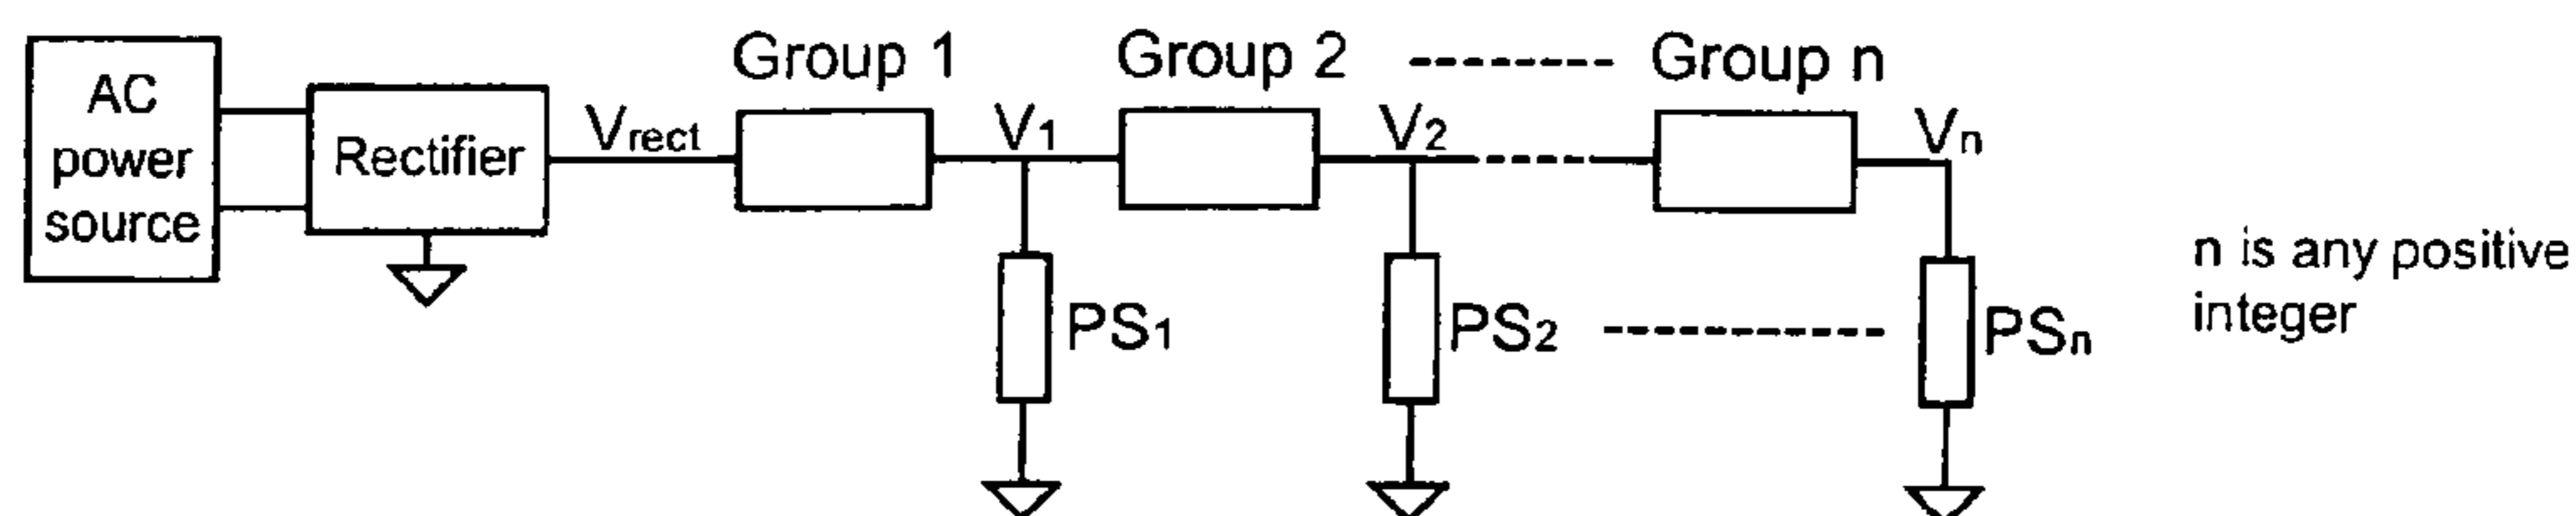 AC
power
source
Rectifier
Vrect
Group 1
V1
Group 2
V2
Group n
Vn
PS1
PS2
PSn
n is any positive
integer